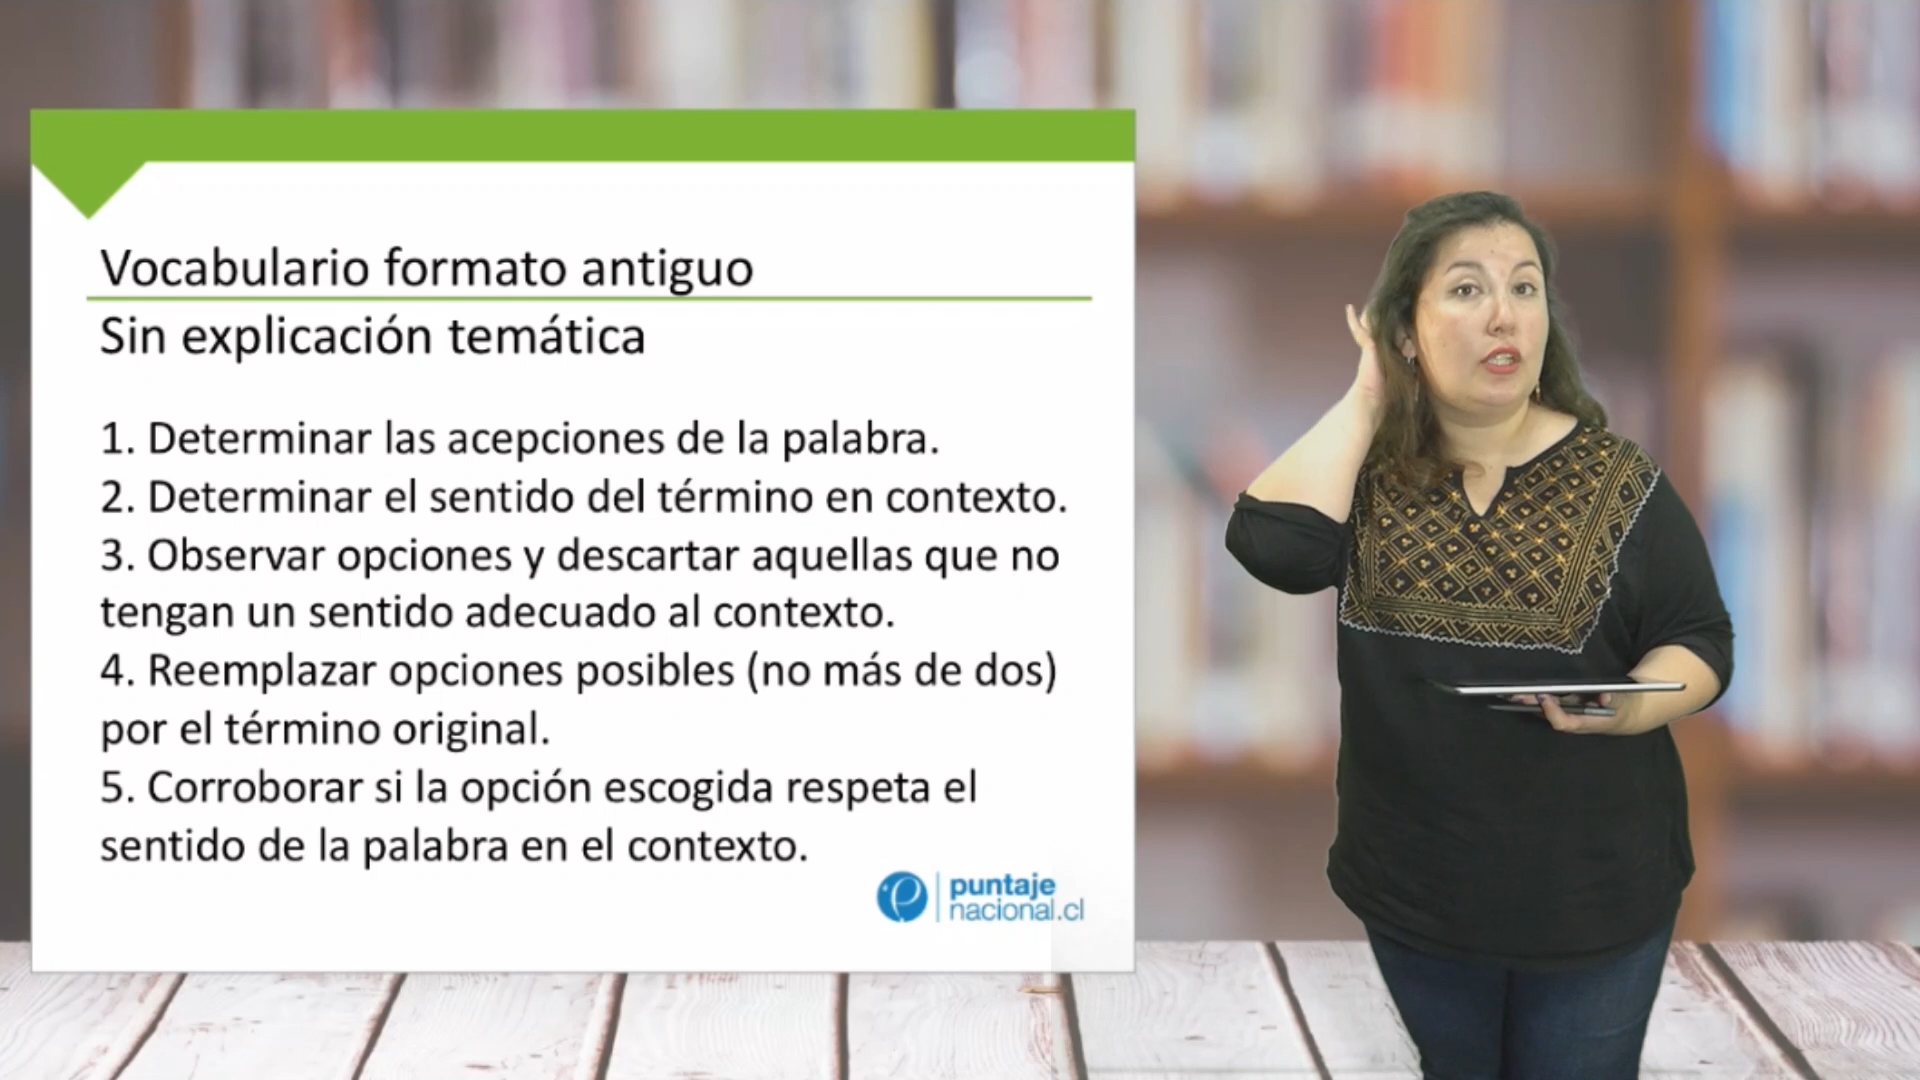 Vocabulario formato antiguo
Sin explicación temática
1. Determinar las acepciones de la palabra.
2. Determinar el sentido del término en contexto.
3. Observar opciones y descartar aquellas que no
tengan un sentido adecuado al contexto.
4. Reemplazar opciones posibles (no más de dos)
por el término original.
5. Corroborar si la opción escogida respeta el
sentido de la palabra en el contexto.
puntaje
nacional.cl